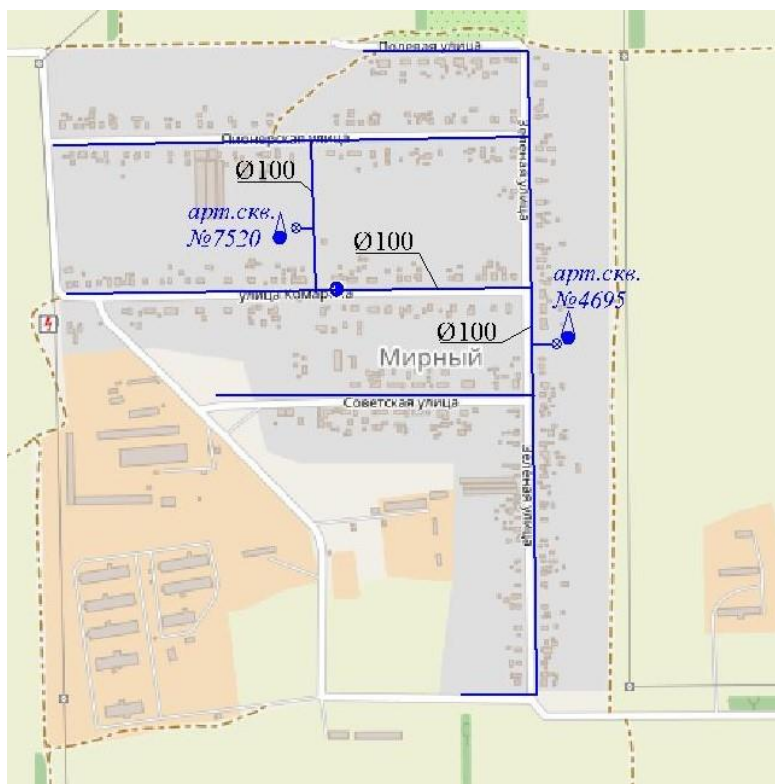 Полевая улица
Пионерская улица
Зеленая улица
Ø100
арт.скв.
№7520
Ø100
арт.скв.
№4695
улица
Ø100
Мирный
Советская улица
Зеленая улица